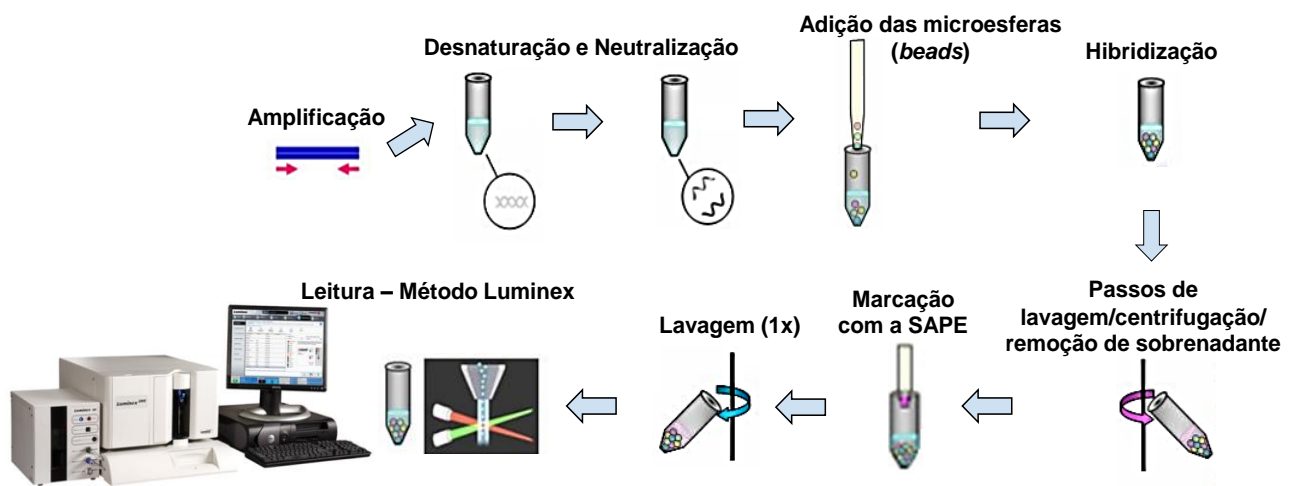 Amplificação
Desnaturação e Neutralização
Adição das microesferas
(beads)
Hibridização
Passos de
lavagem/centrifugação/
remoção de sobrenadante
Marcação
com a SAPE
Lavagem (1x)
Leitura – Método Luminex